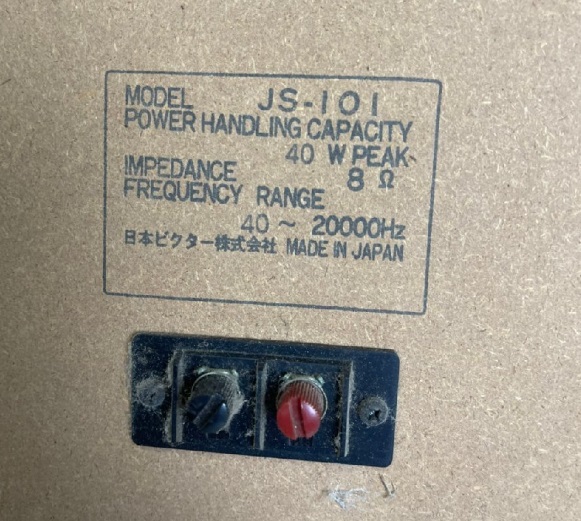 MODEL JS-101
POWER HANDLING CAPACITY
40 W PEAK
IMPEDANCE 8 Ω
FREQUENCY RANGE
40 ~ 20000Hz
日本ビクター株式会社 MADE IN JAPAN